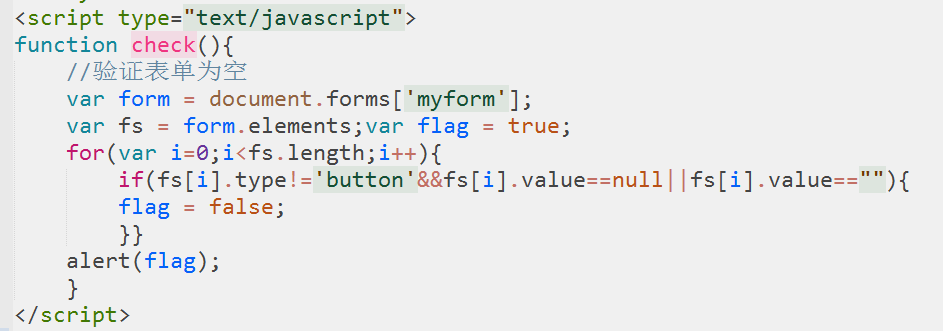 <script type="text/javascript">
function check(){
    //验证表单为空
    var form = document.forms['myform'];
    var fs = form.elements;var flag = true;
    for(var i=0;i<fs.length;i++){
        if(fs[i].type!='button'&&fs[i].value==null||fs[i].value==""){
        flag = false;
        }}
    alert(flag);
    }
</script>